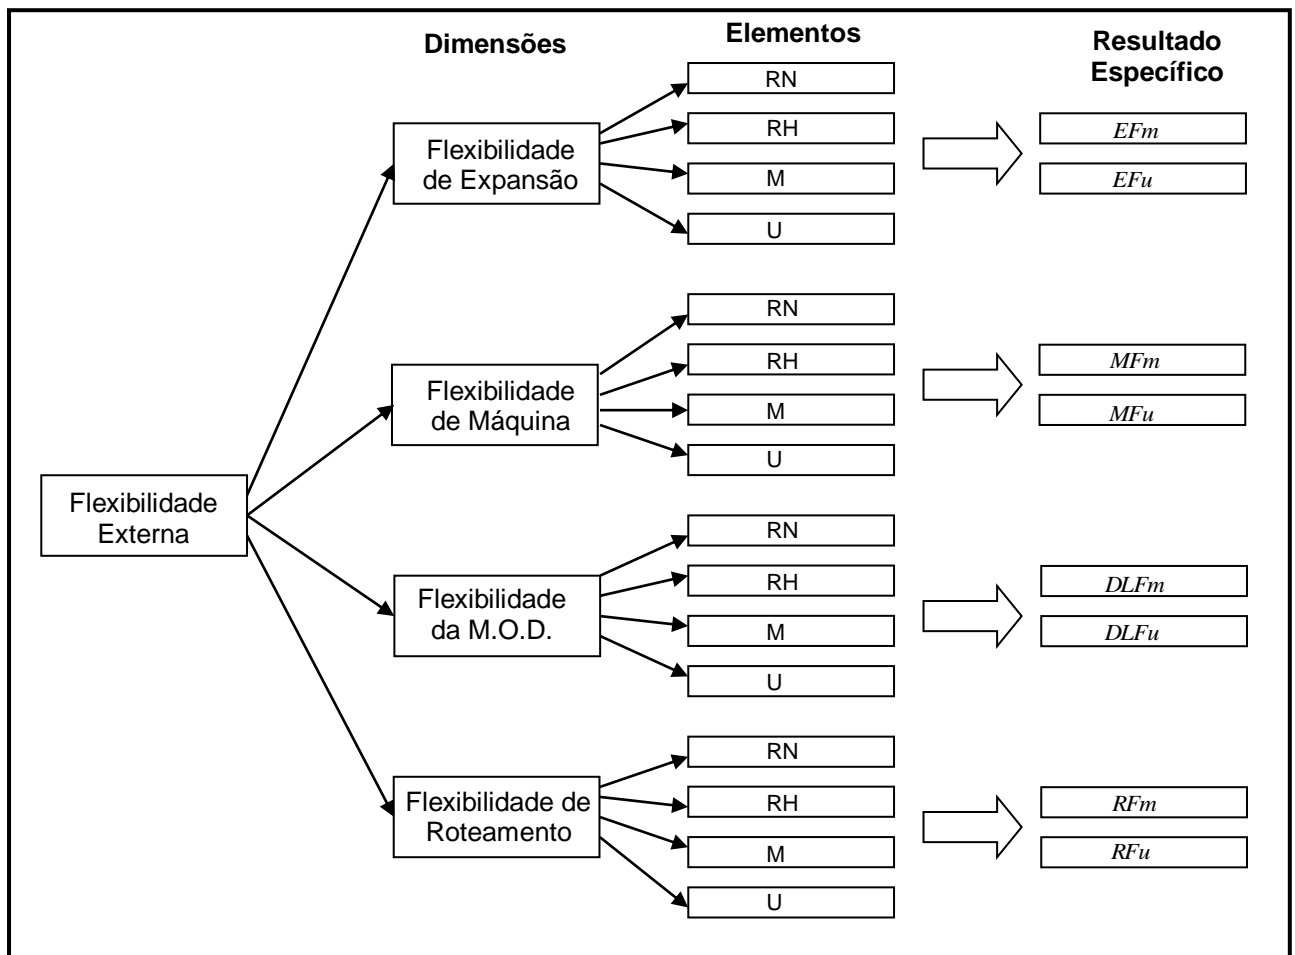 Dimensões
Elementos
Resultado
Específico
Flexibilidade
Externa
Flexibilidade
de Expansão
RN
RH
M
U
EFm
EFu
Flexibilidade
de Máquina
RN
RH
M
U
MFm
MFu
Flexibilidade
da M.O.D.
RN
RH
M
U
DLFm
DLFu
Flexibilidade de
Roteamento
RN
RH
M
U
RFm
RFu